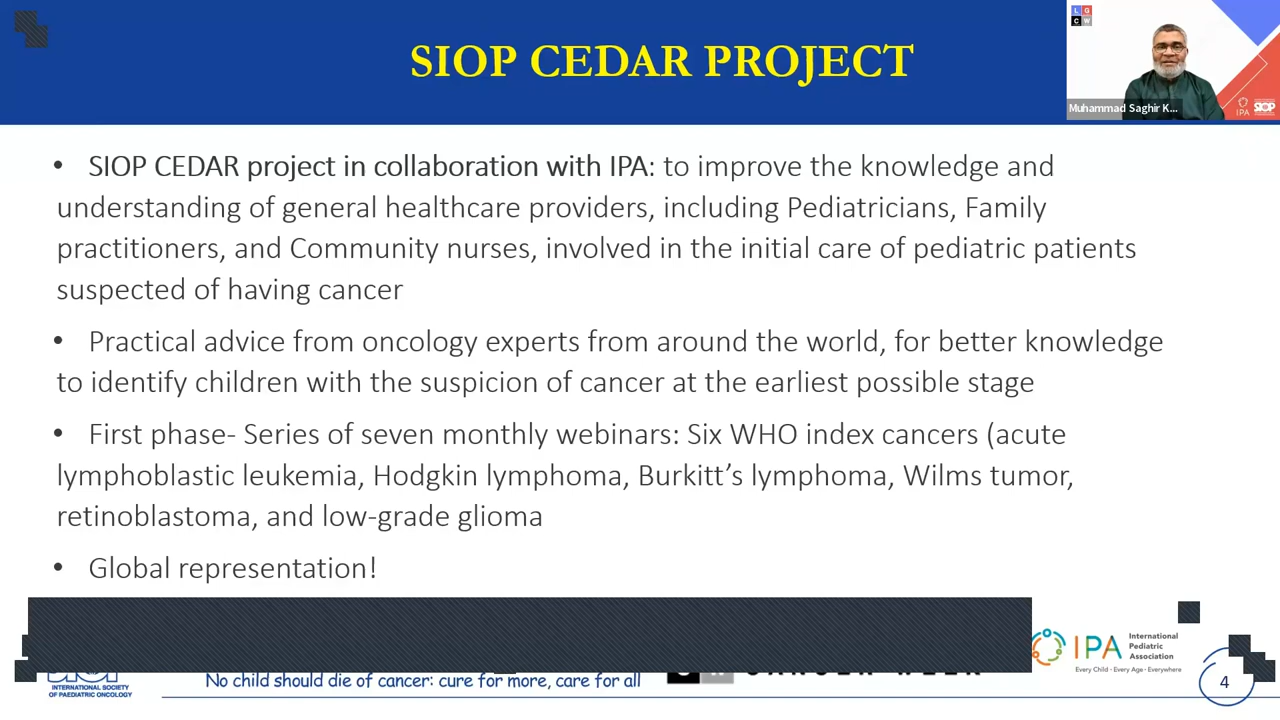 SIOP CEDAR PROJECT
L G
C W
Muhammad Saghir K...
IPA SIOP
• SIOP CEDAR project in collaboration with IPA: to improve the knowledge and
understanding of general healthcare providers, including Pediatricians, Family
practitioners, and Community nurses, involved in the initial care of pediatric patients
suspected of having cancer
• Practical advice from oncology experts from around the world, for better knowledge
to identify children with the suspicion of cancer at the earliest possible stage
• First phase- Series of seven monthly webinars: Six WHO index cancers (acute
lymphoblastic leukemia, Hodgkin lymphoma, Burkitt’s lymphoma, Wilms tumor,
retinoblastoma, and low-grade glioma
• Global representation!
INTERNATIONAL SOCIETY
OF PAEDIATRIC ONCOLOGY
No child should die of cancer: cure for more, care for all
IPA
International
Pediatric
Association
Every Child - Every Age - Everywhere
4